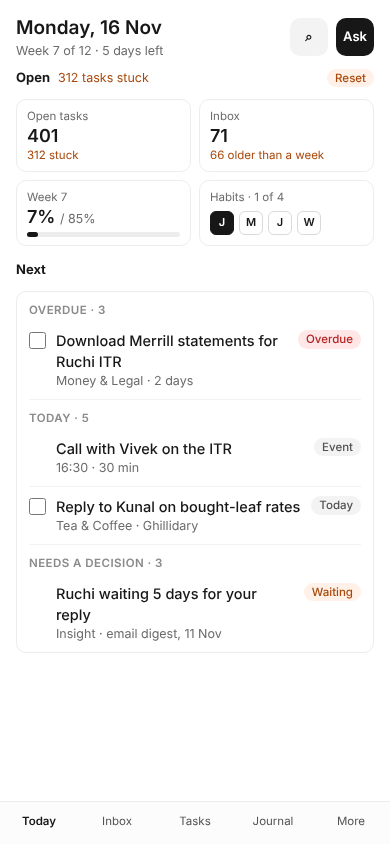 Monday, 16 Nov
Week 7 of 12 · 5 days left
⌕
Ask
Open 312 tasks stuck
Reset
Open tasks
401
312 stuck
Inbox
71
66 older than a week
Week 7
7% / 85%
Habits · 1 of 4
J M J W
Next
OVERDUE · 3
Download Merrill statements for
Ruchi ITR
Overdue
Money & Legal · 2 days
TODAY · 5
Call with Vivek on the ITR
Event
16:30 · 30 min
Reply to Kunal on bought-leaf rates
Today
Tea & Coffee · Ghillidary
NEEDS A DECISION · 3
Ruchi waiting 5 days for your
reply
Waiting
Insight · email digest, 11 Nov
Today Inbox Tasks Journal More